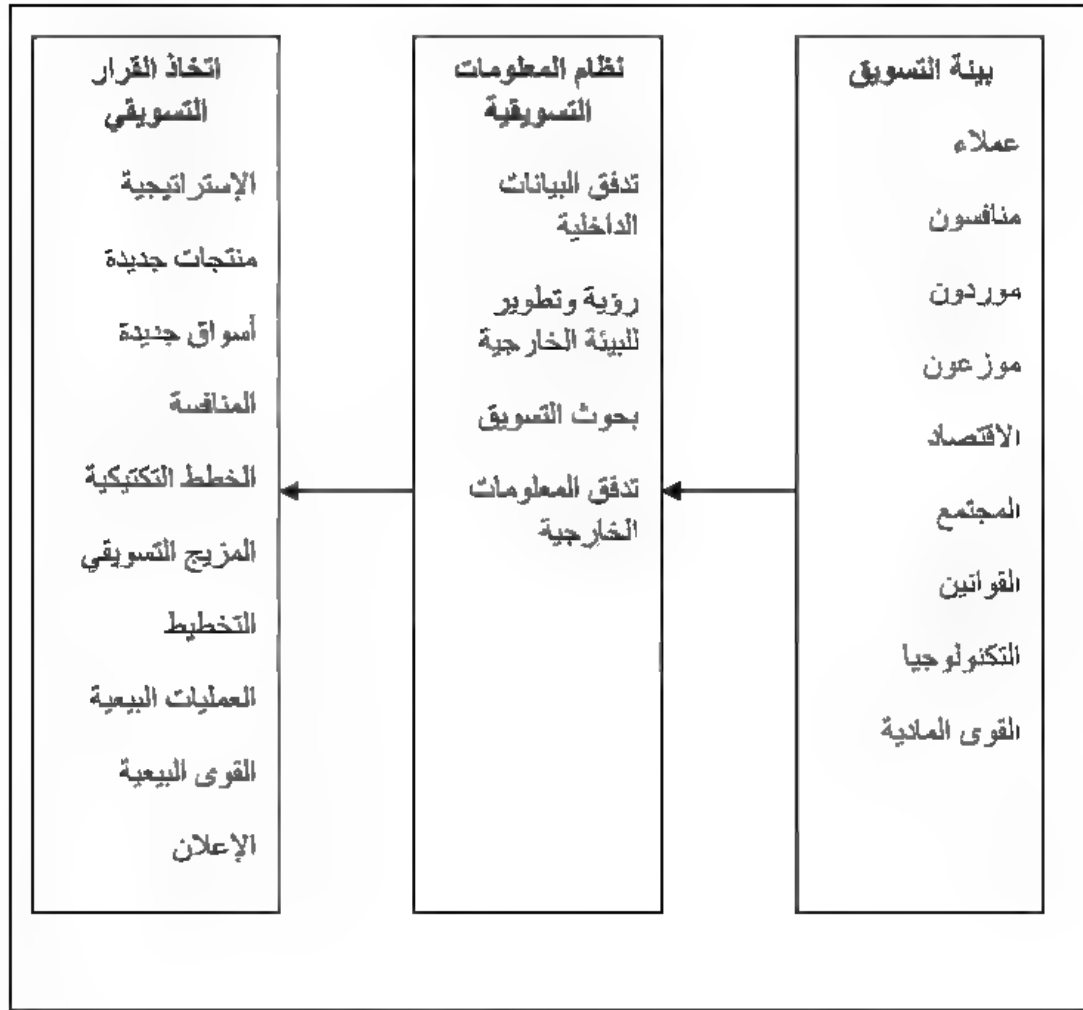 بيئة التسويق
عملاء
منافسون
موردون
موزعون
الاقتصاد
المجتمع
القوانين
التكنولوجيا
القوى المادية
نظام المعلومات
التسويقية
تدفق البيانات
الداخلية
رؤية وتطوير
للبيئة الخارجية
بحوث التسويق
تدفق المعلومات
الخارجية
اتخاذ القرار
التسويقي
الإستراتيجية
منتجات جديدة
أسواق جديدة
المنافسة
الخطط التكتيكية
المزيج التسويقي
التخطيط
العمليات البيعية
القوى البيعية
الإعلان